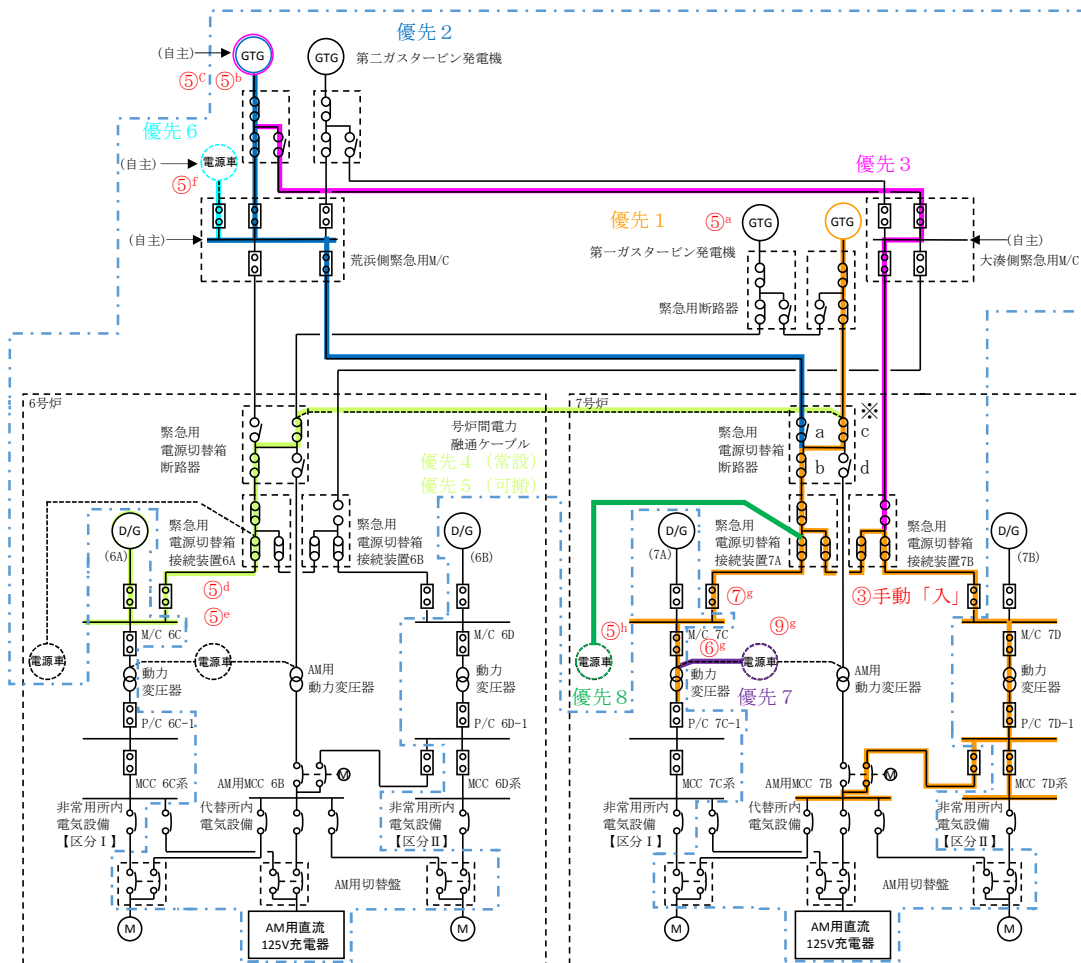 優先2
(自主)
GTG
GTG
第二ガスタービン発電機
⑤c ⑤b
優先6
(自主)
電源車
⑤f
優先3
(自主)
荒浜側緊急用M/C
優先1
⑤a
GTG
GTG
第一ガスタービン発電機
緊急用断路器
(自主)
大湊側緊急用M/C
6号炉
緊急用
電源切替箱
断路器
号炉間電力
融通ケーブル
優先4（常設）
優先5（可搬）
D/G
(6A)
緊急用
電源切替箱
接続装置6A
緊急用
電源切替箱
接続装置6B
D/G
(6B)
⑤d
⑤e
M/C 6C
M/C 6D
電源車
電源車
動力
変圧器
AM用
動力変圧器
動力
変圧器
P/C 6C-1
P/C 6D-1
MCC 6C系
AM用MCC 6B
M
MCC 6D系
非常用所内
電気設備
【区分Ⅰ】
代替所内
電気設備
非常用所内
電気設備
【区分Ⅱ】
AM用切替盤
M
AM用直流
125V充電器
M
7号炉
※
緊急用
電源切替箱
断路器
a
c
b
d
D/G
(7A)
緊急用
電源切替箱
接続装置7A
緊急用
電源切替箱
接続装置7B
D/G
(7B)
⑦g
③手動「入」
⑤h
M/C 7C
⑨g
M/C 7D
⑥g
電源車
電源車
優先8
動力
変圧器
優先7
AM用
動力変圧器
動力
変圧器
P/C 7C-1
P/C 7D-1
MCC 7C系
AM用MCC 7B
M
MCC 7D系
非常用所内
電気設備
【区分Ⅰ】
代替所内
電気設備
非常用所内
電気設備
【区分Ⅱ】
AM用切替盤
M
AM用直流
125V充電器
M